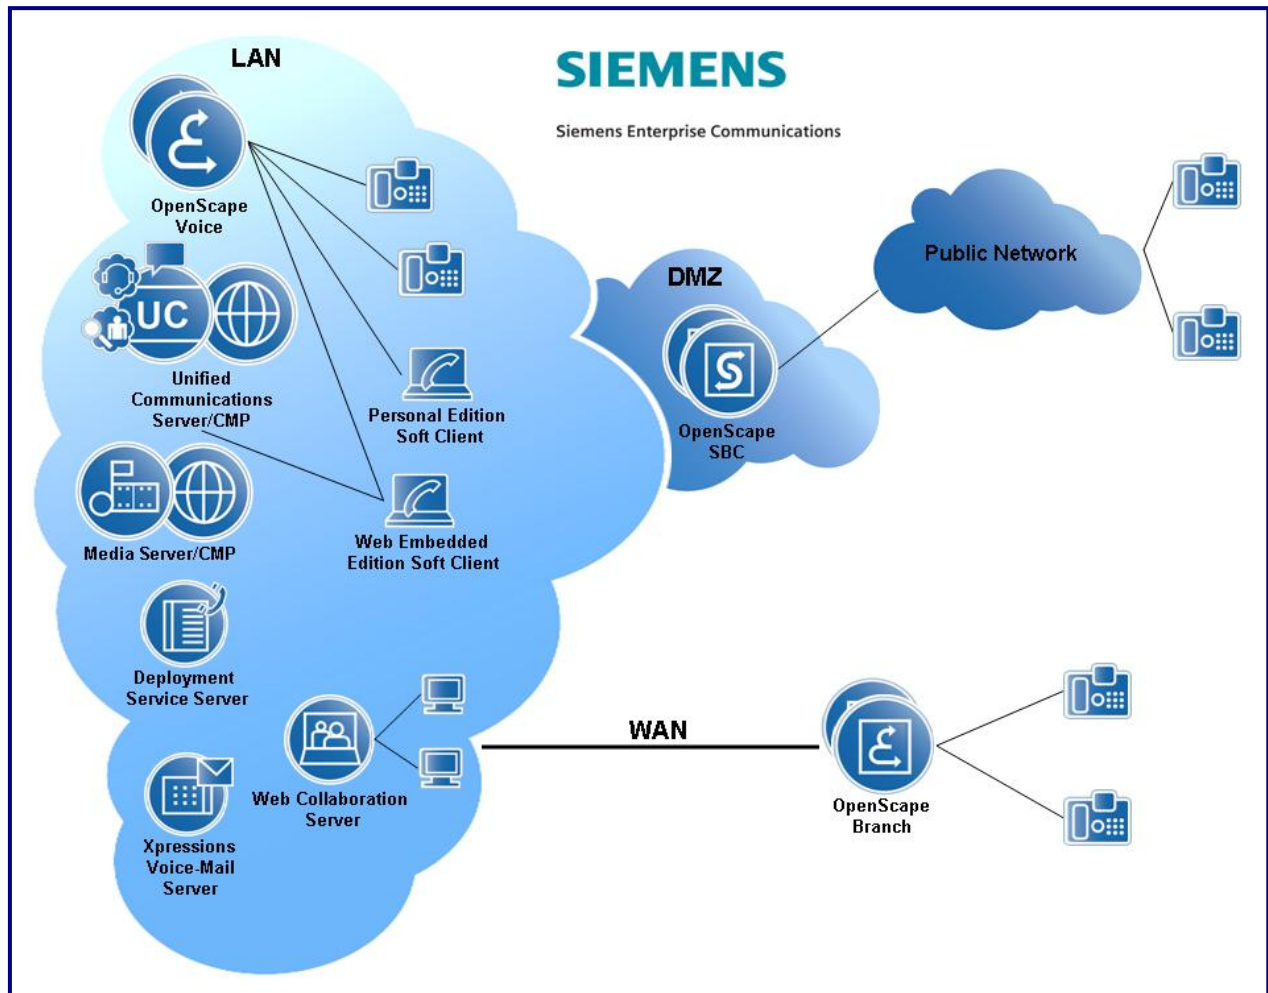 LAN
SIEMENS
Siemens Enterprise Communications
OpenScape
Voice
UC
Unified
Communications
Server/CMP
Personal Edition
Soft Client
Media Server/CMP
Web Embedded
Edition Soft Client
Deployment
Service Server
Web Collaboration
Server
Xpressions
Voice-Mail
Server
DMZ
OpenScape
SBC
Public Network
WAN
OpenScape
Branch